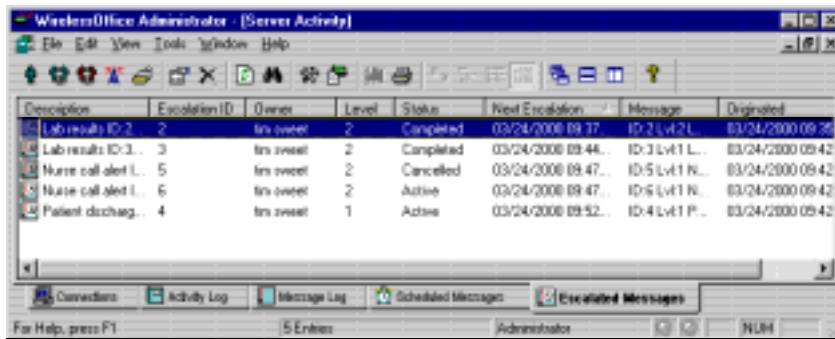 WirelessOffice Administrator - [Server Activity]
File Edit View Tools Window Help
Description Escalation ID Owner Level Status Next Escalation Message Originated
Lab results ID:2... 2 tim sweet 2 Completed 03/24/2000 09:37... ID:2 Lvl:2 L... 03/24/2000 09:39
Lab results ID:3... 3 tim sweet 2 Completed 03/24/2000 09:44... ID:3 Lvl:1 L... 03/24/2000 09:42
Nurse call alert I... 5 tim sweet 2 Cancelled 03/24/2000 09:47... ID:5 Lvl:1 N... 03/24/2000 09:42
Nurse call alert I... 6 tim sweet 2 Active 03/24/2000 09:47... ID:6 Lvl:1 N... 03/24/2000 09:42
Patient discharg... 4 tim sweet 1 Active 03/24/2000 09:52... ID:4 Lvl:1 P... 03/24/2000 09:42
Connections Activity Log Message Log Scheduled Messages Escalated Messages
For Help, press F1 5 Entries Administrator NUM